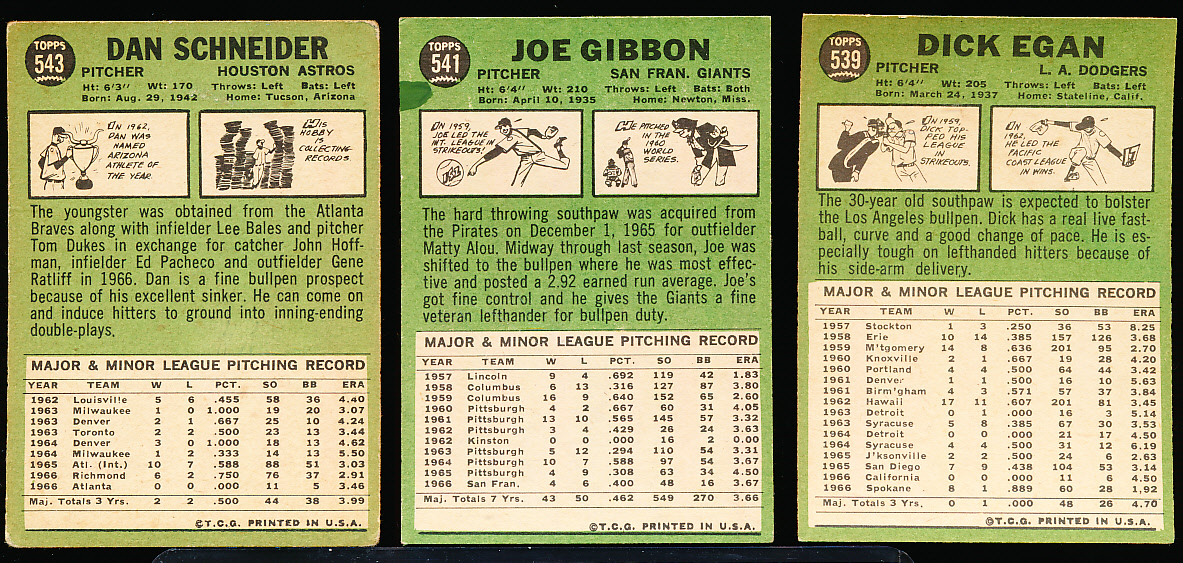 TOPPS
543
DAN SCHNEIDER
PITCHER HOUSTON ASTROS
Ht: 6'3" Wt: 170 Throws: Left Bats: Left
Born: Aug. 29, 1942 Home: Tucson, Arizona
IN 1962,
DAN WAS
NAMED
ARIZONA
ATHLETE OF
THE YEAR.
HIS
HOBBY
IS
COLLECTING
RECORDS
The youngster was obtained from the Atlanta
Braves along with infielder Lee Bales and pitcher
Tom Dukes in exchange for catcher John Hoff-
man, infielder Ed Pacheco and outfielder Gene
Ratliff in 1966. Dan is a fine bullpen prospect
because of his excellent sinker. He can come on
and induce hitters to ground into inning-ending
double-plays.
MAJOR & MINOR LEAGUE PITCHING RECORD
YEAR TEAM W L PCT. SO BB ERA
1962 Louisville 5 6 .455 58 36 4.40
1963 Milwaukee 1 0 1.000 19 20 3.07
1963 Denver 2 1 .667 25 10 4.24
1963 Toronto 2 2 .500 23 13 3.44
1964 Denver 3 0 1.000 18 13 4.62
1964 Milwaukee 1 2 .333 14 13 5.50
1965 Atl. (Int.) 10 7 .588 88 51 3.03
1966 Richmond 6 2 .750 76 37 2.91
1966 Atlanta 0 0 .000 11 5 3.46
Maj. Totals 3 Yrs. 2 2 .500 44 38 3.99
©T.C.G. PRINTED IN U.S.A.
TOPPS
541
JOE GIBBON
PITCHER SAN FRAN. GIANTS
Ht: 6'4" Wt: 210 Throws: Left Bats: Both
Born: April 10, 1935 Home: Newton, Miss.
IN 1959,
JOE LED THE
INT. LEAGUE IN
STRIKEOUTS!
HE PITCHED
IN THE
1960
WORLD
SERIES.
The hard throwing southpaw was acquired from
the Pirates on December 1, 1965 for outfielder
Matty Alou. Midway through last season, Joe was
shifted to the bullpen where he was most effec-
tive and posted a 2.92 earned run average. Joe's
got fine control and he gives the Giants a fine
veteran lefthander for bullpen duty.
MAJOR & MINOR LEAGUE PITCHING RECORD
YEAR TEAM W L PCT. SO BB ERA
1957 Lincoln 9 4 .692 119 42 1.83
1958 Columbus 6 13 .316 127 87 3.80
1959 Columbus 16 9 .640 152 65 2.60
1960 Pittsburgh 4 2 .667 60 31 4.05
1961 Pittsburgh 13 10 .565 145 57 3.32
1962 Pittsburgh 3 4 .429 26 24 3.63
1962 Kinston 0 0 .000 16 2 0.00
1963 Pittsburgh 5 12 .294 110 54 3.31
1964 Pittsburgh 10 7 .588 97 54 3.67
1965 Pittsburgh 4 9 .308 63 34 4.50
1966 San Fran. 4 6 .400 48 16 3.67
Maj. Totals 7 Yrs. 43 50 .462 549 270 3.66
©T.C.G. PRINTED IN U.S.A.
TOPPS
539
DICK EGAN
PITCHER L. A. DODGERS
Ht: 6'4" Wt: 205 Throws: Left Bats: Left
Born: March 24, 1937 Home: Stateline, Calif.
IN 1959,
DICK TOP-
PED HIS
LEAGUE
IN
STRIKEOUTS.
IN
1962,
HE LED THE
PACIFIC
COAST LEAGUE
IN WINS.
The 30-year old southpaw is expected to bolster
the Los Angeles bullpen. Dick has a real live fast-
ball, curve and a good change of pace. He is es-
pecially tough on lefthanded hitters because of
his side-arm delivery.
MAJOR & MINOR LEAGUE PITCHING RECORD
YEAR TEAM W L PCT. SO BB ERA
1957 Stockton 1 3 .250 36 53 8.25
1958 Erie 10 14 .385 157 126 3.68
1959 M'tgomery 14 8 .636 201 95 2.70
1960 Knoxville 2 1 .667 19 28 4.20
1960 Portland 4 4 .500 64 44 3.42
1961 Denver 1 1 .500 16 10 5.63
1961 Birm'gham 4 3 .571 57 37 3.84
1962 Hawaii 17 11 .607 201 81 3.45
1963 Detroit 0 1 .000 16 3 5.14
1963 Syracuse 5 8 .385 67 30 3.53
1964 Detroit 0 0 .000 21 17 4.50
1964 Syracuse 4 4 .500 31 12 6.19
1965 J'ksonville 2 2 .500 24 6 2.63
1965 San Diego 7 9 .438 104 53 3.14
1966 California 0 0 .000 11 6 4.50
1966 Spokane 8 1 .889 60 28 1.92
Maj. Totals 3 Yrs. 0 1 .000 48 26 4.70
©T.C.G. PRINTED IN U.S.A.